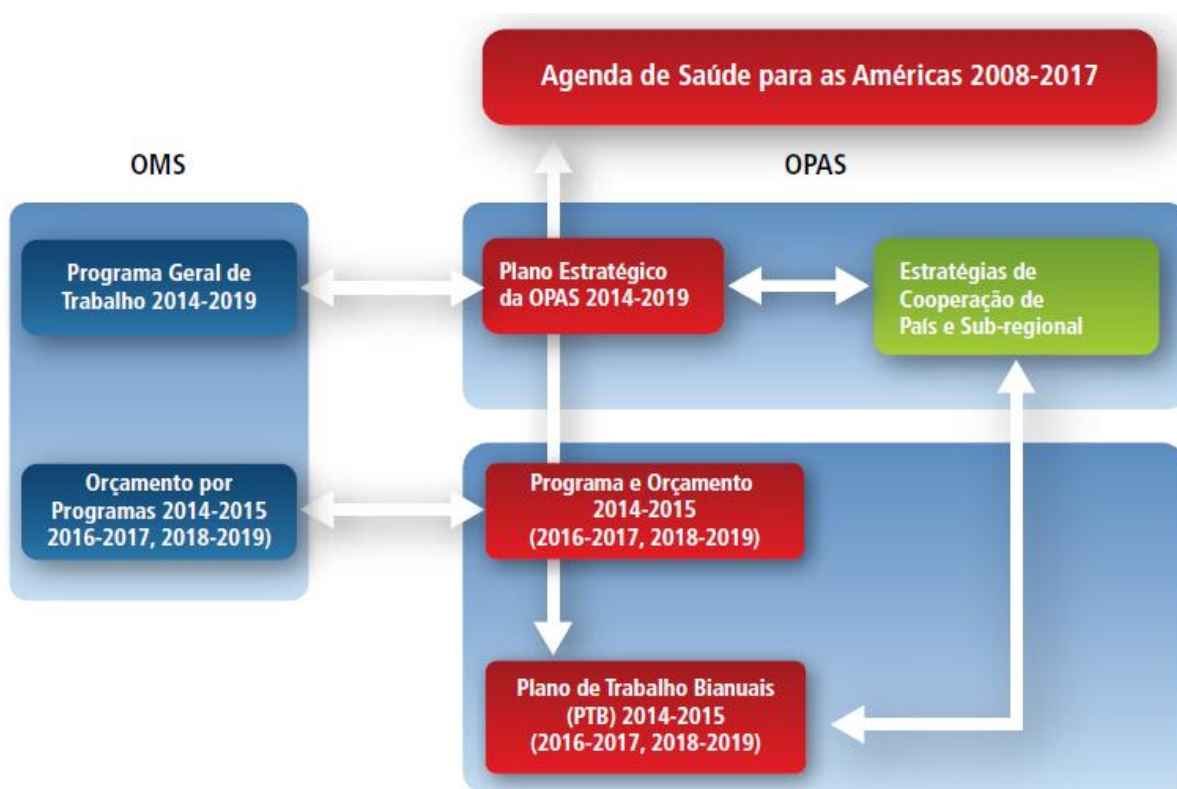 Agenda de Saúde para as Américas 2008-2017
OMS
OPAS
Programa Geral de
Trabalho 2014-2019
Plano Estratégico
da OPAS 2014-2019
Estratégias de
Cooperação de
País e Sub-regional
Orçamento por
Programas 2014-2015
2016-2017, 2018-2019)
Programa e Orçamento
2014-2015
(2016-2017, 2018-2019)
Plano de Trabalho Bianuais
(PTB) 2014-2015
(2016-2017, 2018-2019)